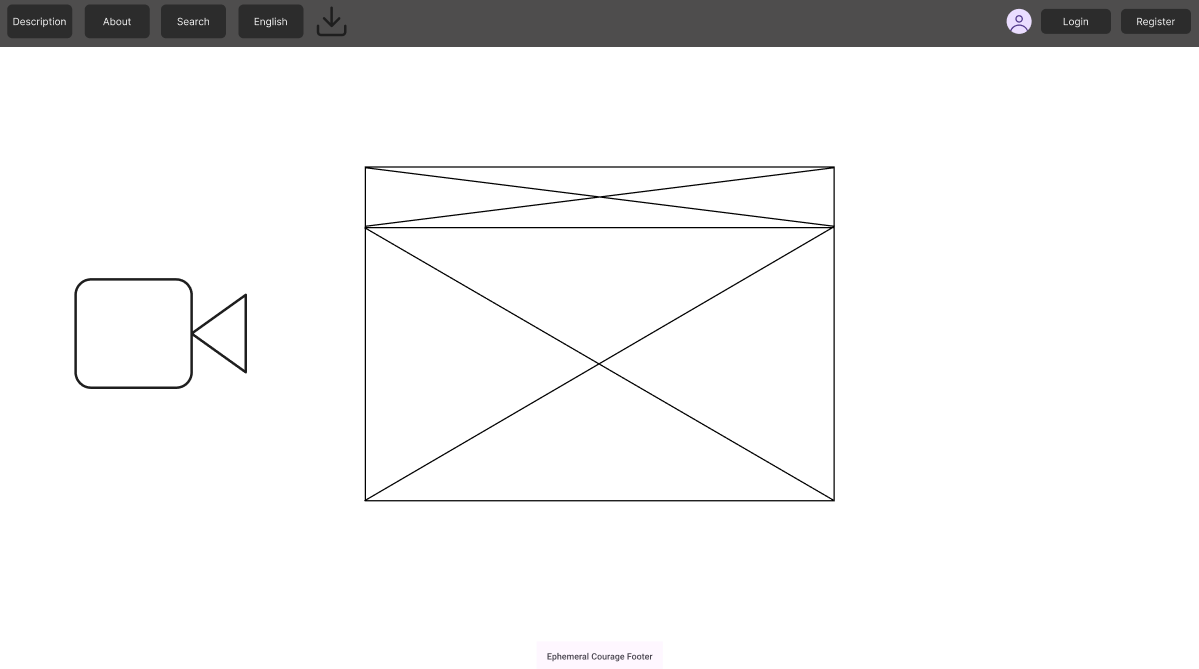 Description
About
Search
English
Login
Register
Ephemeral Courage Footer